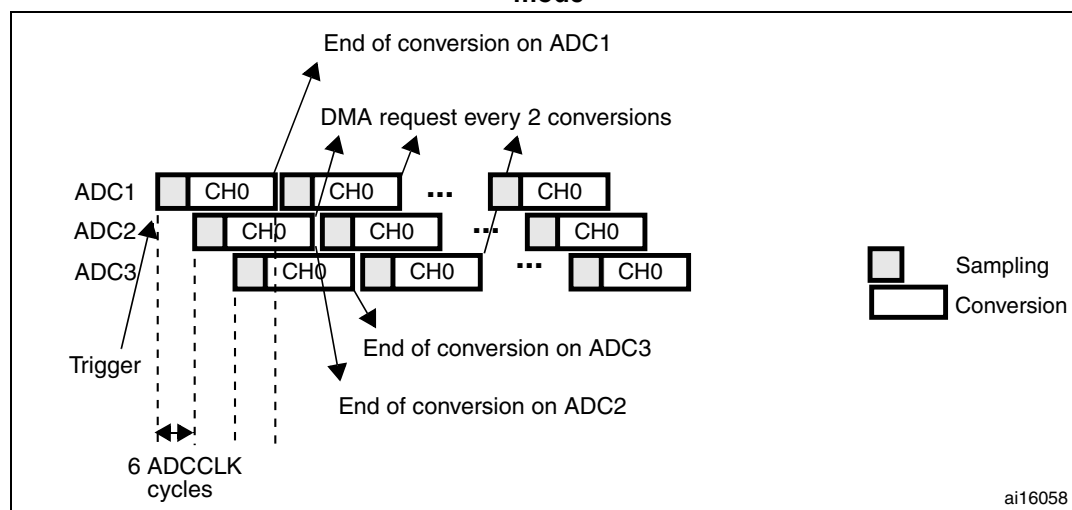 mode
End of conversion on ADC1
DMA request every 2 conversions
ADC1
CH0
CH0
...
CH0
ADC2
CH0
CH0
...
CH0
ADC3
CH0
CH0
...
CH0
Sampling
Conversion
Trigger
End of conversion on ADC3
End of conversion on ADC2
6 ADCCLK
cycles
ai16058